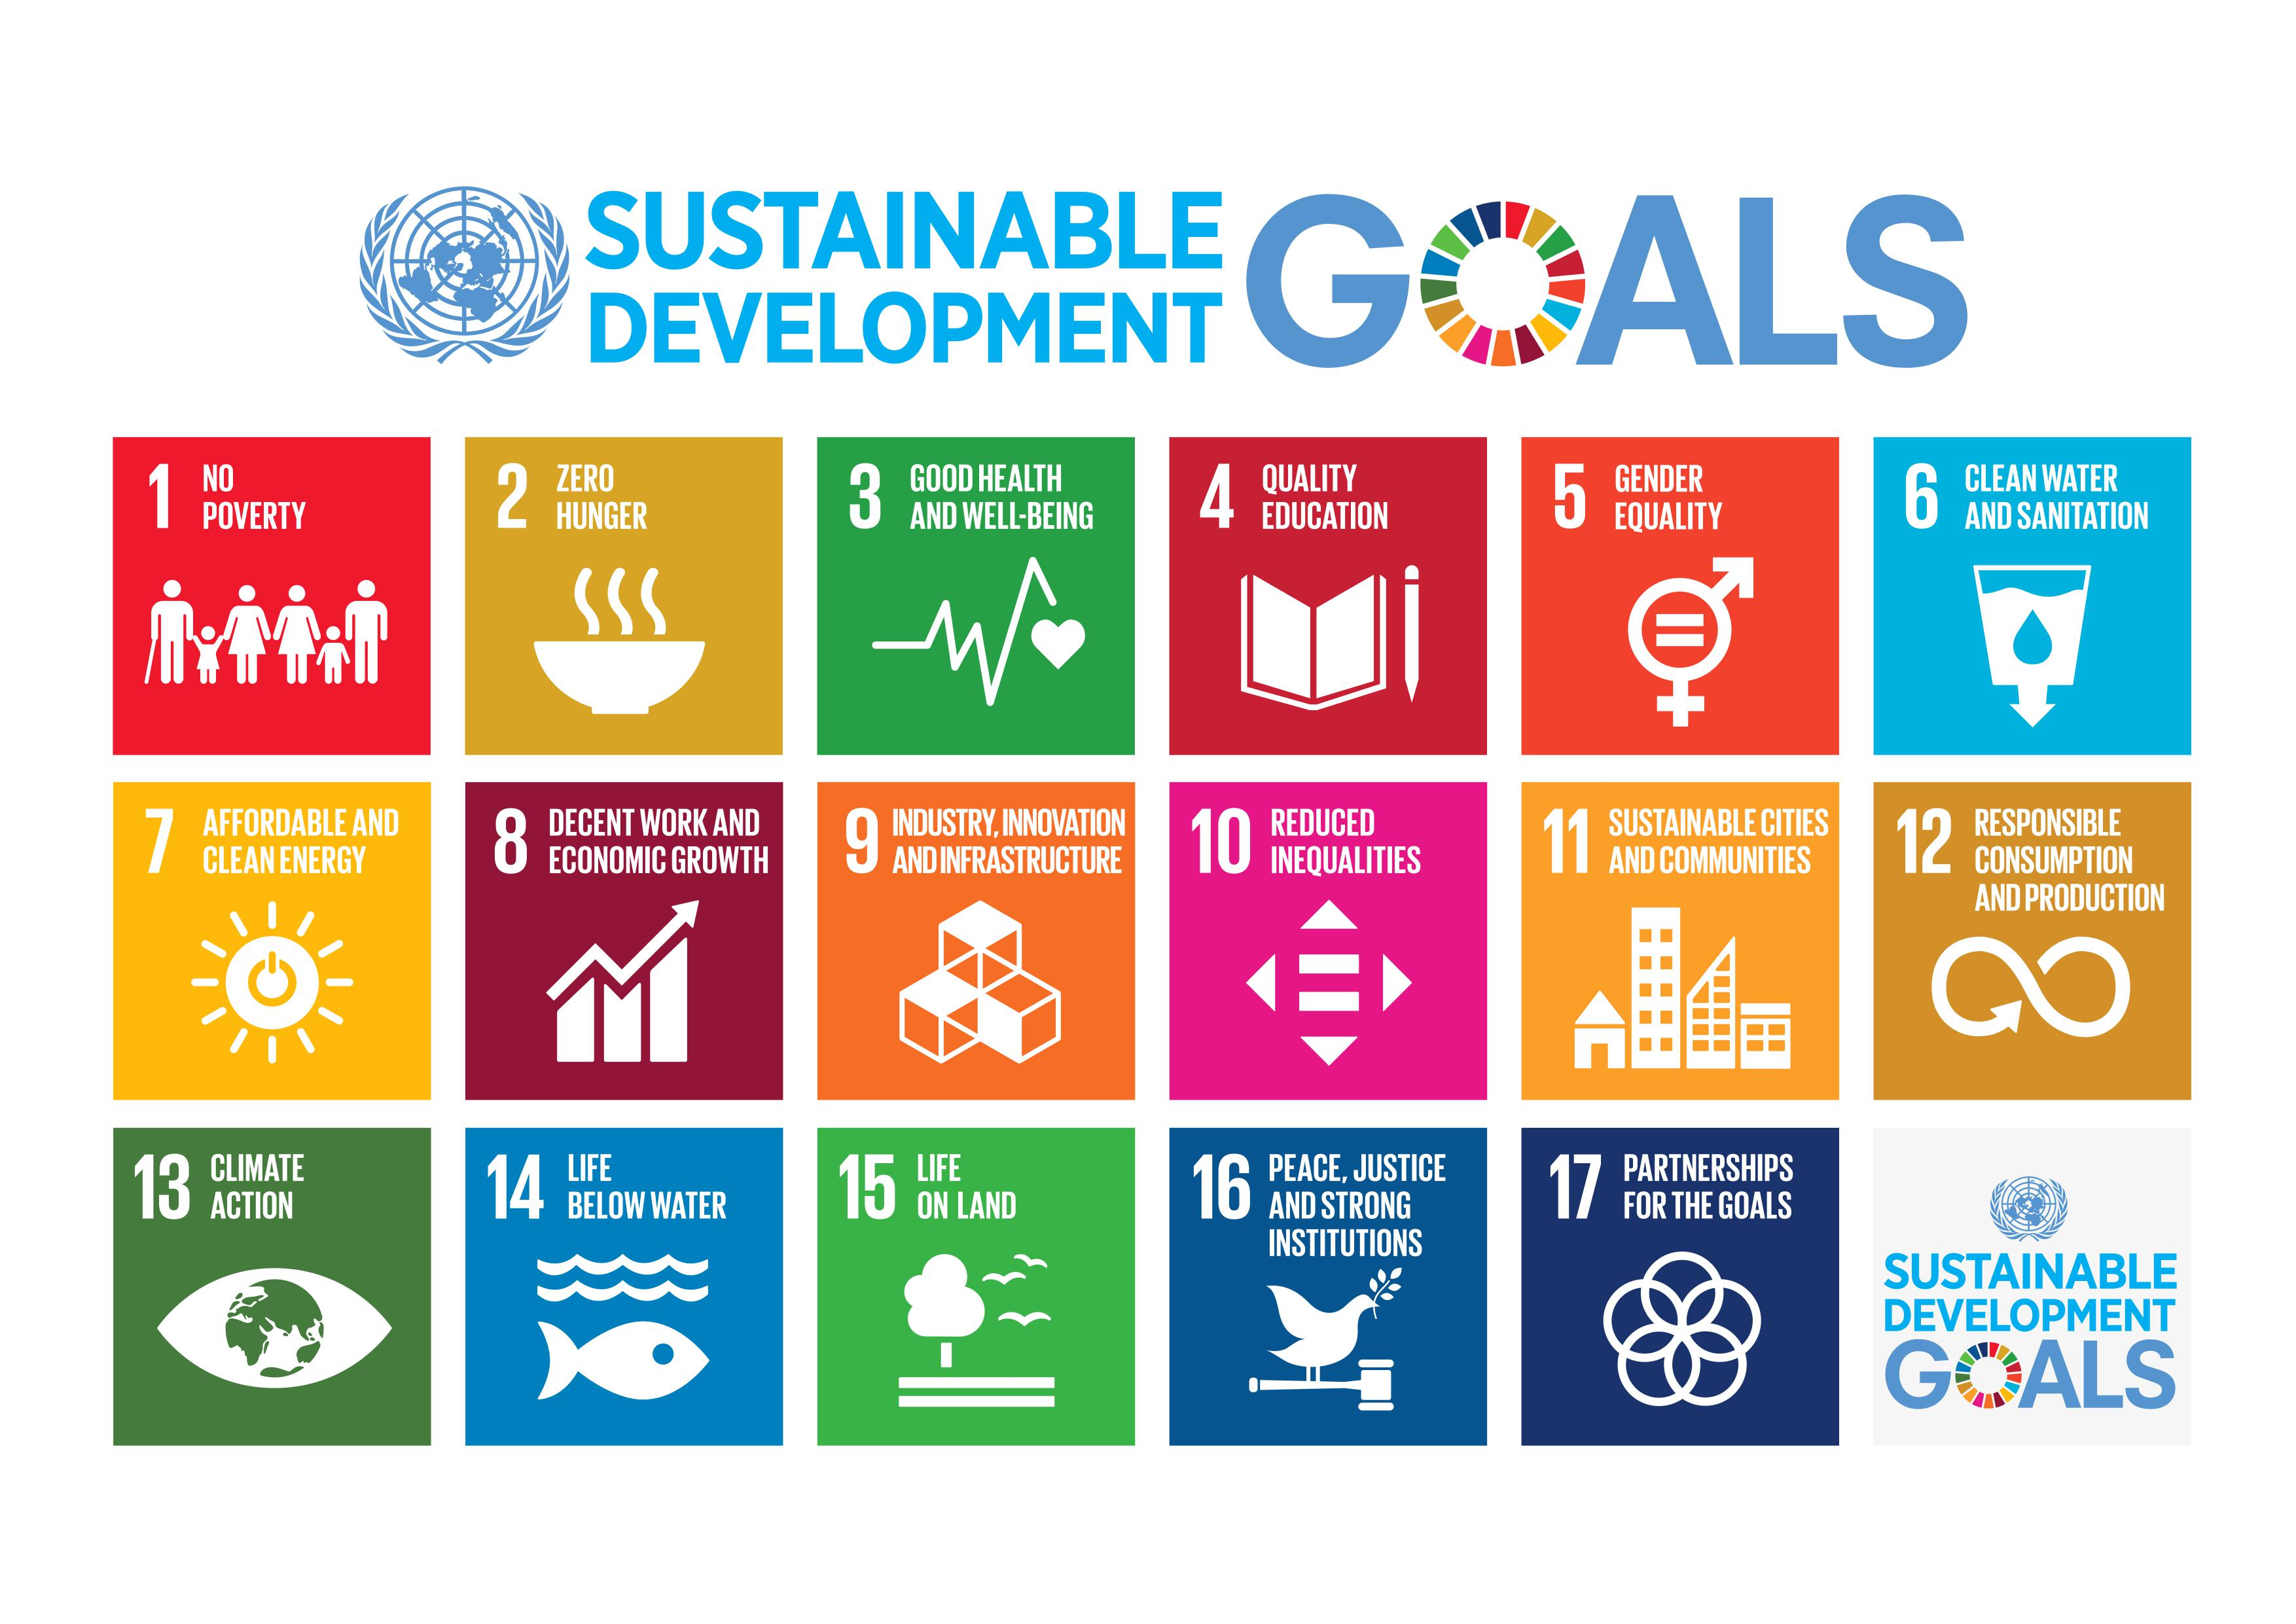 SUSTAINABLE
DEVELOPMENT
GOALS
1 NO
POVERTY
2 ZERO
HUNGER
3 GOOD HEALTH
AND WELL-BEING
4 QUALITY
EDUCATION
5 GENDER
EQUALITY
6 CLEAN WATER
AND SANITATION
7 AFFORDABLE AND
CLEAN ENERGY
8 DECENT WORK AND
ECONOMIC GROWTH
9 INDUSTRY, INNOVATION
AND INFRASTRUCTURE
10 REDUCED
INEQUALITIES
11 SUSTAINABLE CITIES
AND COMMUNITIES
12 RESPONSIBLE
CONSUMPTION
AND PRODUCTION
13 CLIMATE
ACTION
14 LIFE
BELOW WATER
15 LIFE
ON LAND
16 PEACE, JUSTICE
AND STRONG
INSTITUTIONS
17 PARTNERSHIPS
FOR THE GOALS
SUSTAINABLE
DEVELOPMENT
GOALS